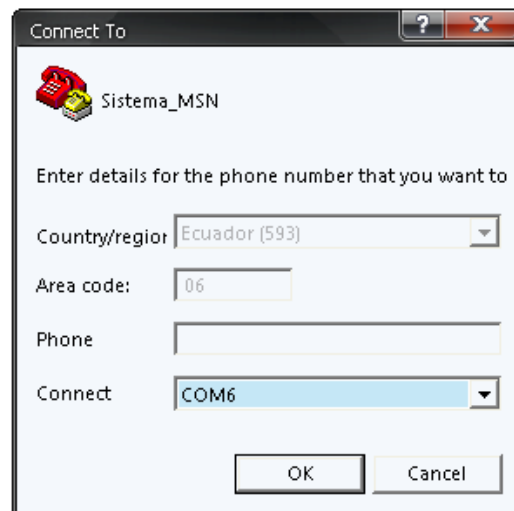 Connect To
Sistema_MSN
Enter details for the phone number that you want to
Country/region Ecuador (593)
Area code: 06
Phone
Connect COM6
OK Cancel